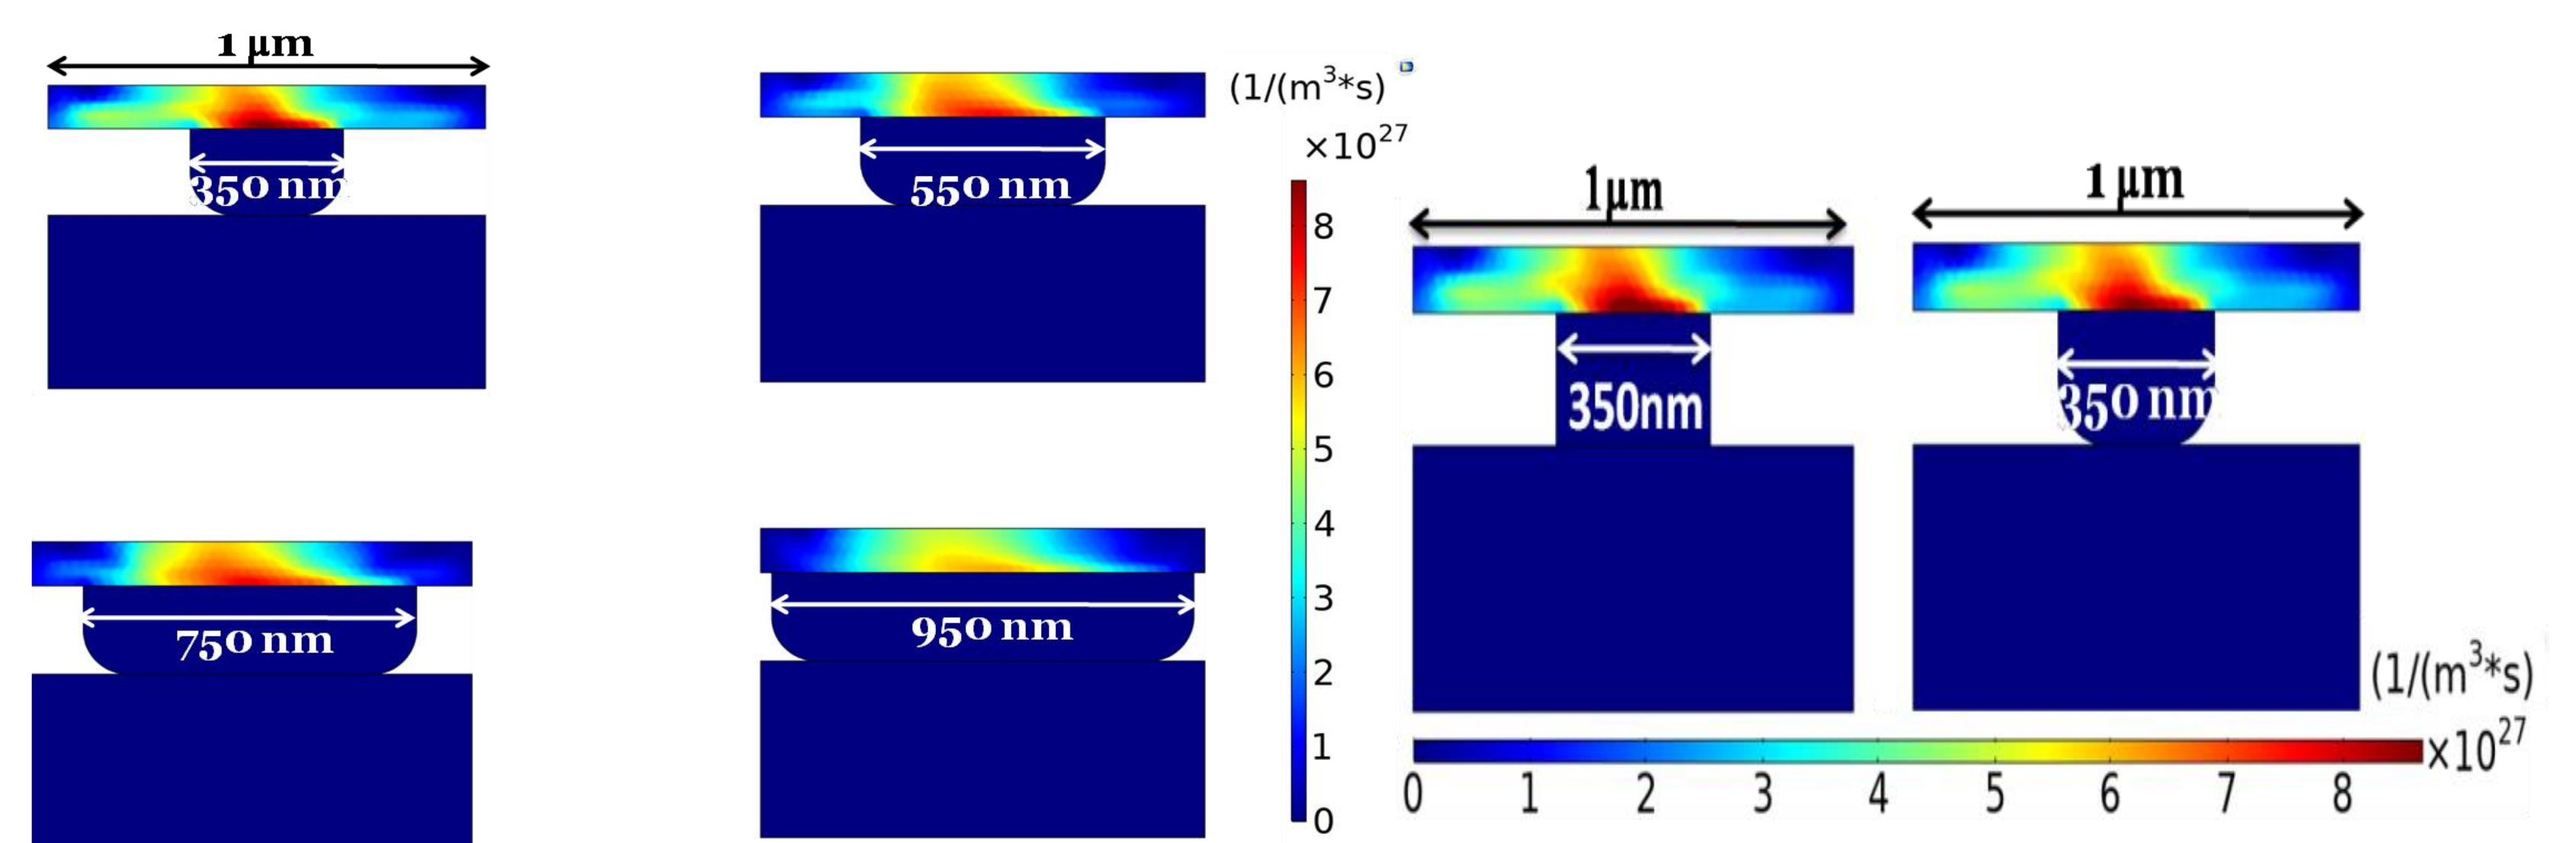 1 μm
350 nm
550 nm
750 nm
950 nm
(1/(m³*s)
×10²⁷
8
7
6
5
4
3
2
1
0
1μm
350nm
1 μm
350 nm
(1/(m³*s)
×10²⁷
0 1 2 3 4 5 6 7 8